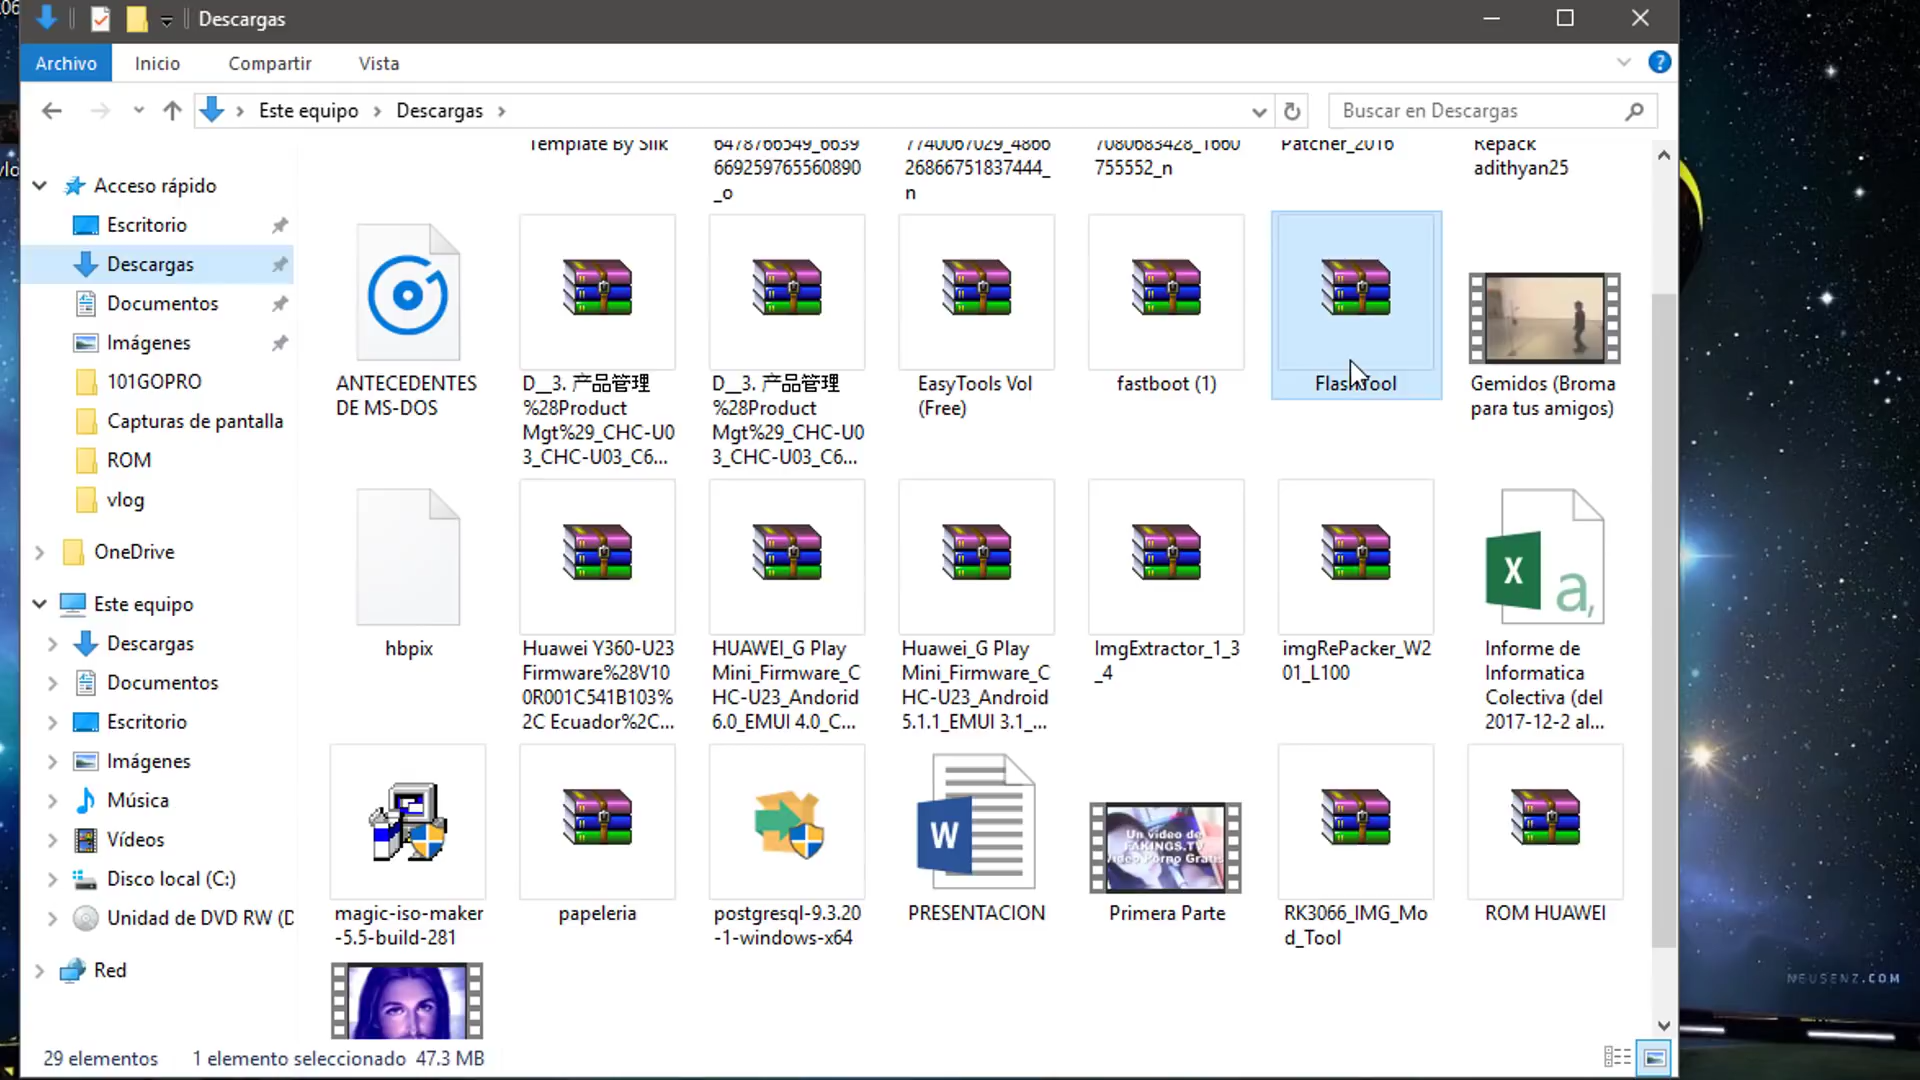 Descargas
Archivo
Inicio
Compartir
Vista
Este equipo
Descargas
Buscar en Descargas
Acceso rápido
Escritorio
Descargas
Documentos
Imágenes
101GOPRO
Capturas de pantalla
ROM
vlog
OneDrive
Este equipo
Descargas
Documentos
Escritorio
Imágenes
Música
Vídeos
Disco local (C:)
Unidad de DVD RW (D
Red
Template By Silk
6478766549_6639
669259765560890
_o
7740067029_4866
26866751837444_
n
7080683428_1660
755552_n
Patcher_2016
Repack
adithyan25
ANTECEDENTES
DE MS-DOS
D__3. 产品管理
%28Product
Mgt%29_CHC-U0
3_CHC-U03_C6...
D__3. 产品管理
%28Product
Mgt%29_CHC-U0
3_CHC-U03_C6...
EasyTools Vol
(Free)
fastboot (1)
FlashTool
Gemidos (Broma
para tus amigos)
hbpix
Huawei Y360-U23
Firmware%28V10
0R001C541B103%
2C Ecuador%2C...
HUAWEI_G Play
Mini_Firmware_C
HC-U23_Andorid
6.0_EMUI 4.0_C...
Huawei_G Play
Mini_Firmware_C
HC-U23_Android
5.1.1_EMUI 3.1_...
ImgExtractor_1_3
_4
imgRePacker_W2
01_L100
X
a,
Informe de
Informatica
Colectiva (del
2017-12-2 al...
magic-iso-maker
-5.5-build-281
papeleria
postgresql-9.3.20
-1-windows-x64
W
PRESENTACION
Un vídeo de
FAKINGS.TV
Vídeo Porno Gratis
Primera Parte
RK3066_IMG_Mo
d_Tool
ROM HUAWEI
29 elementos
1 elemento seleccionado 47.3 MB
NEUSENZ.COM